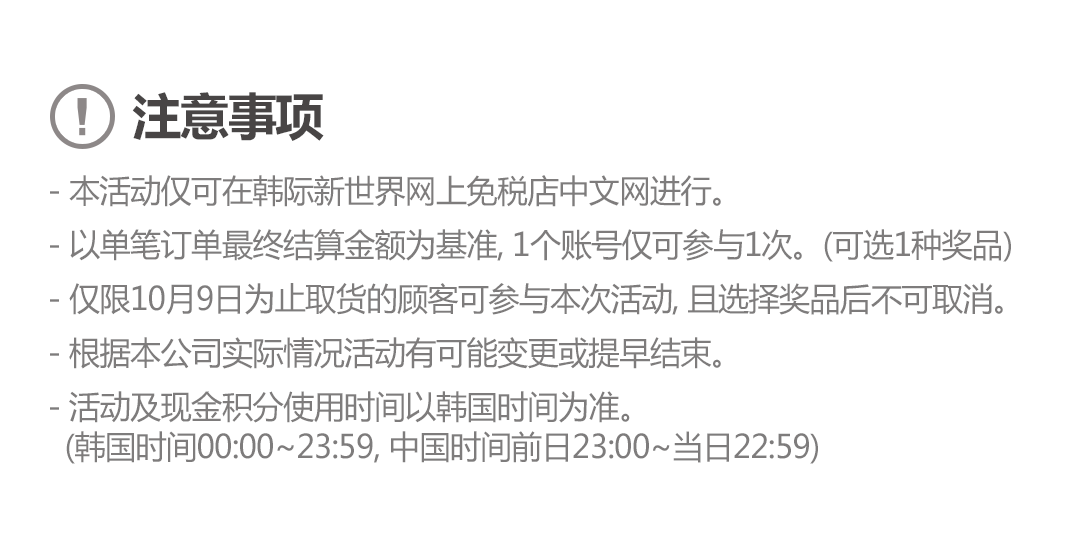 注意事项
- 本活动仅可在韩际新世界网上免税店中文网进行。
- 以单笔订单最终结算金额为基准, 1个账号仅可参与1次。(可选1种奖品)
- 仅限10月9日为止取货的顾客可参与本次活动, 且选择奖品后不可取消。
- 根据本公司实际情况活动有可能变更或提早结束。
- 活动及现金积分使用时间以韩国时间为准。
(韩国时间00:00~23:59, 中国时间前日23:00~当日22:59)